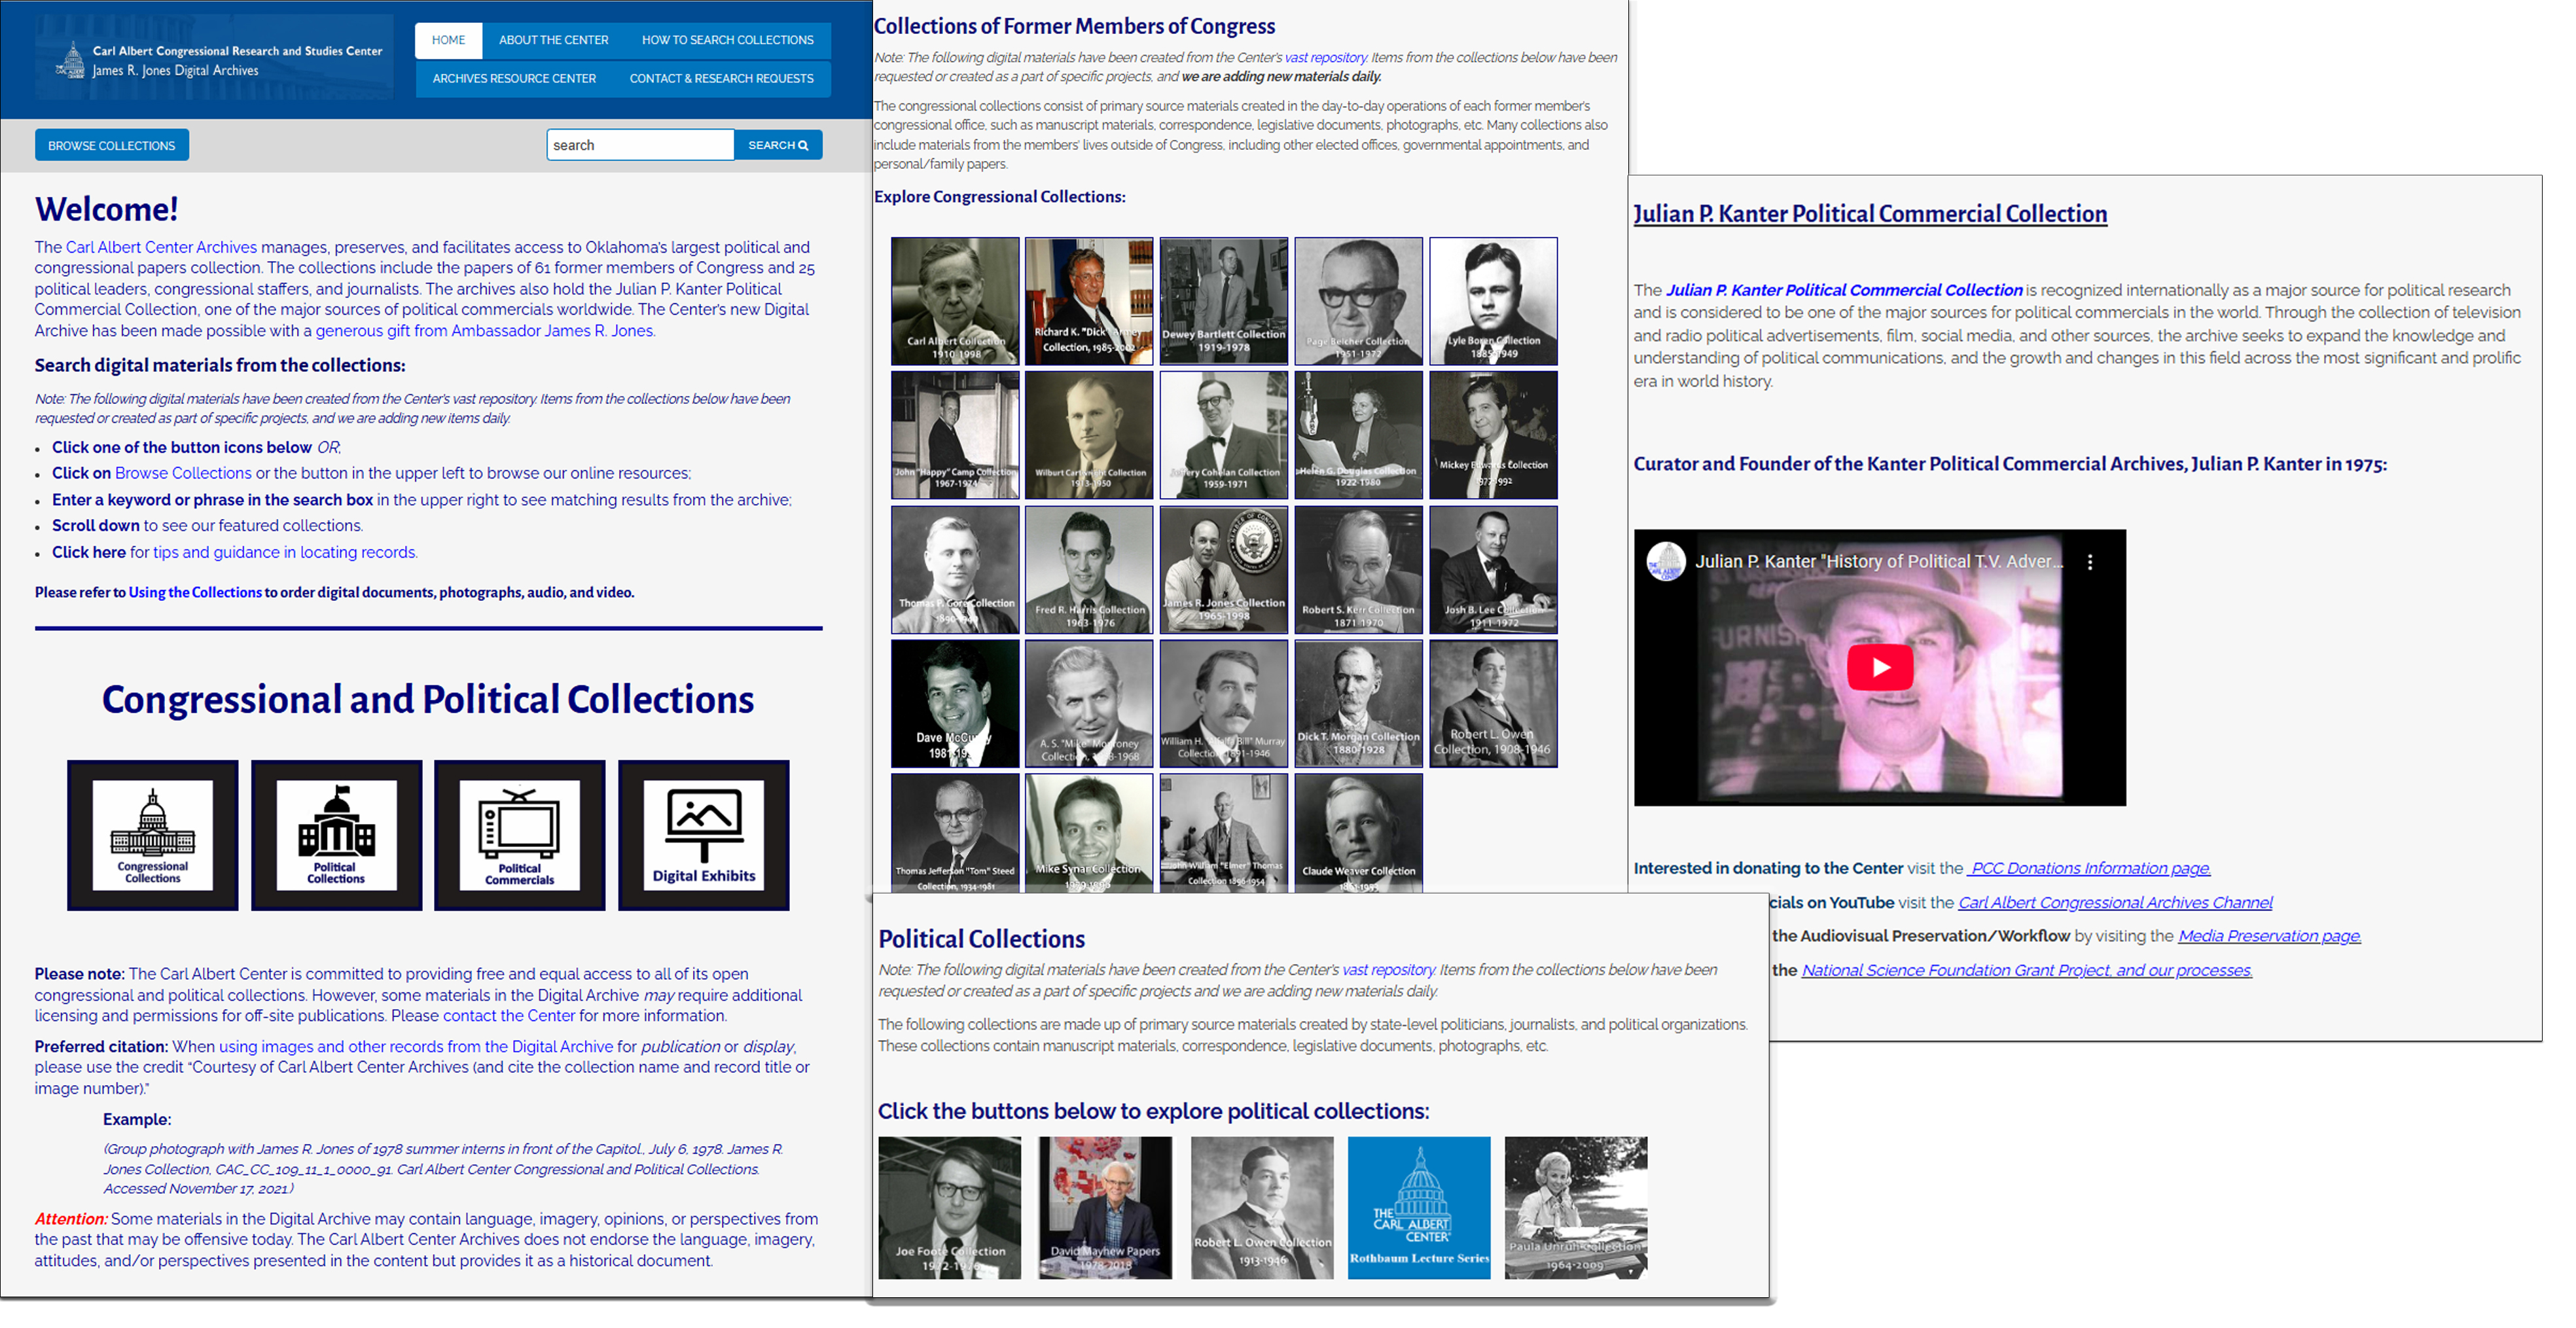 Carl Albert Congressional Research and Studies Center
James R. Jones Digital Archives
HOME
ABOUT THE CENTER
HOW TO SEARCH COLLECTIONS
ARCHIVES RESOURCE CENTER
CONTACT & RESEARCH REQUESTS
BROWSE COLLECTIONS
search
SEARCH
Welcome!
The Carl Albert Center Archives manages, preserves, and facilitates access to Oklahoma's largest political and
congressional papers collection. The collections include the papers of 61 former members of Congress and 25
political leaders, congressional staffers, and journalists. The archives also hold the Julian P. Kanter Political
Commercial Collection, one of the major sources of political commercials worldwide. The Center's new Digital
Archive has been made possible with a generous gift from Ambassador James R. Jones.
Search digital materials from the collections:
Note: The following digital materials have been created from the Center's vast repository. Items from the collections below have been
requested or created as part of specific projects, and we are adding new items daily.
• Click one of the button icons below OR;
• Click on Browse Collections or the button in the upper left to browse our online resources;
• Enter a keyword or phrase in the search box in the upper right to see matching results from the archive;
• Scroll down to see our featured collections.
• Click here for tips and guidance in locating records.
Please refer to Using the Collections to order digital documents, photographs, audio, and video.
Congressional and Political Collections
Congressional
Collections
Political
Collections
Political
Commercials
Digital Exhibits
Please note: The Carl Albert Center is committed to providing free and equal access to all of its open
congressional and political collections. However, some materials in the Digital Archive may require additional
licensing and permissions for off-site publications. Please contact the Center for more information.
Preferred citation: When using images and other records from the Digital Archive for publication or display,
please use the credit “Courtesy of Carl Albert Center Archives (and cite the collection name and record title or
image number).”
Example:
(Group photograph with James R. Jones of 1978 summer interns in front of the Capitol., July 6, 1978. James R.
Jones Collection, CAC_CC_109_11_1_0000_91. Carl Albert Center Congressional and Political Collections.
Accessed November 17, 2021.)
Attention: Some materials in the Digital Archive may contain language, imagery, opinions, or perspectives from
the past that may be offensive today. The Carl Albert Center Archives does not endorse the language, imagery,
attitudes, and/or perspectives presented in the content but provides it as a historical document.
Collections of Former Members of Congress
Note: The following digital materials have been created from the Center's vast repository. Items from the collections below have been
requested or created as a part of specific projects, and we are adding new materials daily.
The congressional collections consist of primary source materials created in the day-to-day operations of each former member's
congressional office, such as manuscript materials, correspondence, legislative documents, photographs, etc. Many collections also
include materials from the members' lives outside of Congress, including other elected offices, governmental appointments, and
personal/family papers.
Explore Congressional Collections:
Carl Albert Collection
1910-1998
Richard K. "Dick" Armey
Collection, 1985-2002
Dewey Bartlett Collection
1919-1978
Page Belcher Collection
1951-1972
Lyle Boren Collection
John "Happy" Camp Collection
1967-1974
Wilburt Cartwright Collection
1913-1950
Jeffery Cohelan Collection
1959-1971
Helen G. Douglas Collection
1922-1980
Mickey Edwards Collection
Thomas P. Gore Collection
Fred R. Harris Collection
1963-1976
James R. Jones Collection
1965-1998
Robert S. Kerr Collection
1871-1970
Josh B. Lee Collection
1911-1972
Dave McCurdy
A. S. "Mike" Monroney
William H. "Alfalfa Bill" Murray
Dick T. Morgan Collection
1880-1928
Robert L. Owen
Collection, 1908-1946
Thomas Jefferson "Tom" Steed
Collection, 1934-1981
Mike Synar Collection
John William "Elmer" Thomas
Collection 1896-1954
Claude Weaver Collection
Political Collections
Note: The following digital materials have been created from the Center's vast repository. Items from the collections below have been
requested or created as a part of specific projects and we are adding new materials daily.
The following collections are made up of primary source materials created by state-level politicians, journalists, and political organizations.
These collections contain manuscript materials, correspondence, legislative documents, photographs, etc.
Click the buttons below to explore political collections:
Joe Foote Collection
1972-1976
David Mayhew Papers
1978-2018
Robert L. Owen Collection
1913-1946
THE
CARL ALBERT
CENTER
Rothbaum Lecture Series
Paula Unruh Collection
1964-2009
Julian P. Kanter Political Commercial Collection
The Julian P. Kanter Political Commercial Collection is recognized internationally as a major source for political research
and is considered to be one of the major sources for political commercials in the world. Through the collection of television
and radio political advertisements, film, social media, and other sources, the archive seeks to expand the knowledge and
understanding of political communications, and the growth and changes in this field across the most significant and prolific
era in world history.
Curator and Founder of the Kanter Political Commercial Archives, Julian P. Kanter in 1975:
Julian P. Kanter "History of Political T.V. Adver...
Interested in donating to the Center visit the PCC Donations Information page.
cials on YouTube visit the Carl Albert Congressional Archives Channel
the Audiovisual Preservation/Workflow by visiting the Media Preservation page.
the National Science Foundation Grant Project, and our processes.